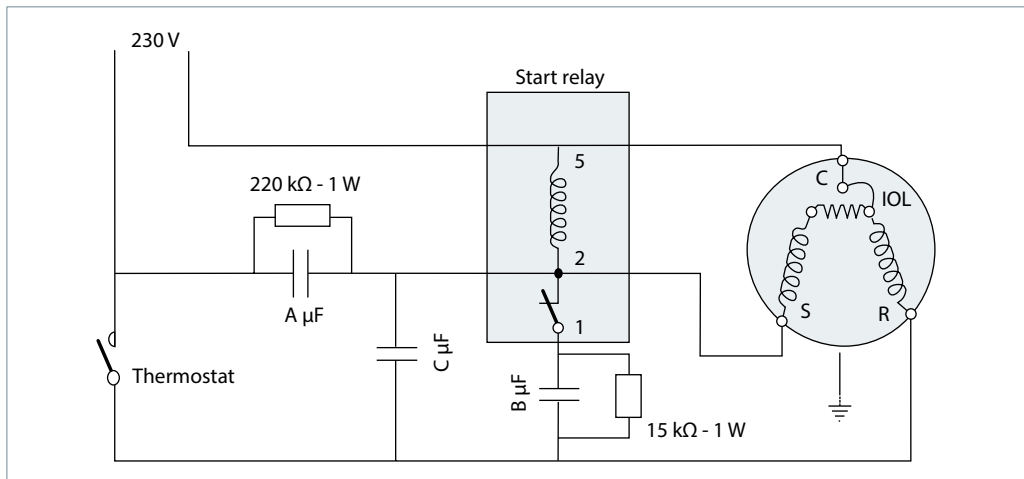 230 V
Start relay
5
C
IOL
220 kΩ - 1 W
2
A µF
S
R
1
C µF
Thermostat
B µF
15 kΩ - 1 W